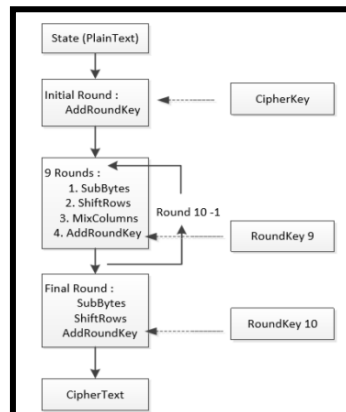 State (PlainText)
Initial Round :
AddRoundKey
CipherKey
9 Rounds :
1. SubBytes
2. ShiftRows
3. MixColumns
4. AddRoundKey
Round 10 -1
RoundKey 9
Final Round :
SubBytes
ShiftRows
AddRoundKey
RoundKey 10
CipherText